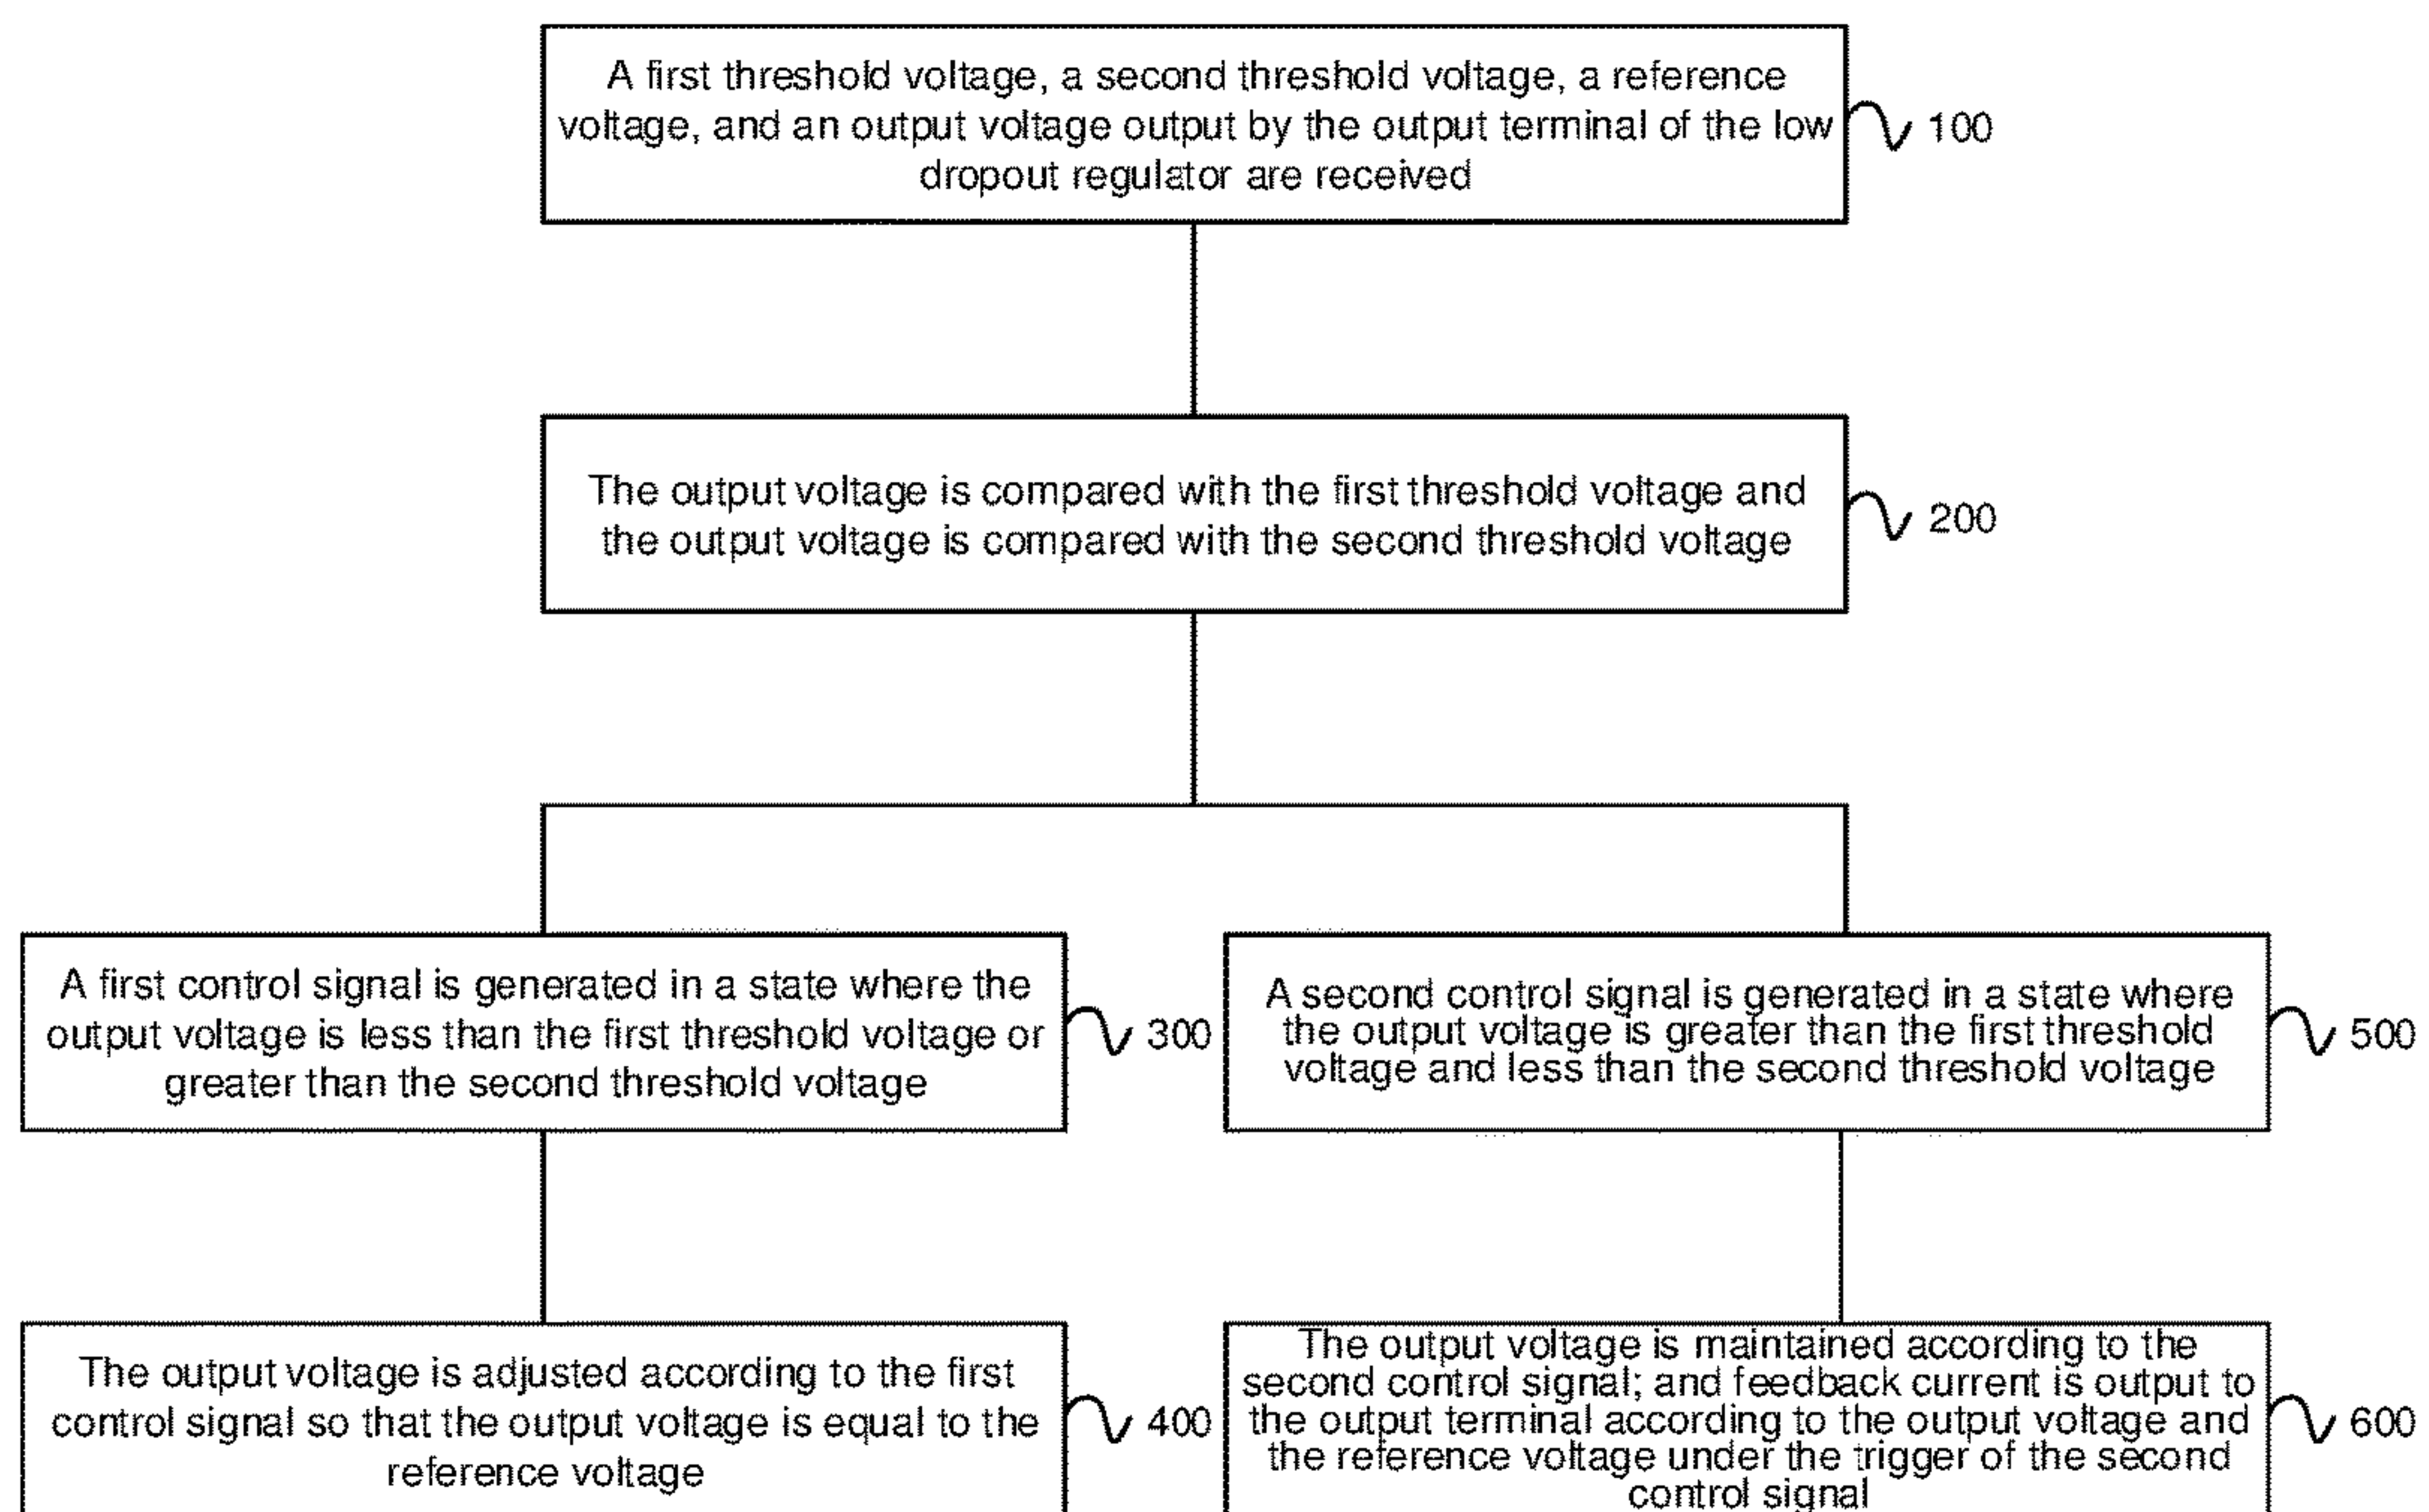 A first threshold voltage, a second threshold voltage, a reference
voltage, and an output voltage output by the output terminal of the low
dropout regulator are received
100
The output voltage is compared with the first threshold voltage and
the output voltage is compared with the second threshold voltage
200
A first control signal is generated in a state where the
output voltage is less than the first threshold voltage or
greater than the second threshold voltage
300
A second control signal is generated in a state where
the output voltage is greater than the first threshold
voltage and less than the second threshold voltage
500
The output voltage is adjusted according to the first
control signal so that the output voltage is equal to the
reference voltage
400
The output voltage is maintained according to the
second control signal; and feedback current is output to
the output terminal according to the output voltage and
the reference voltage under the trigger of the second
control signal
600